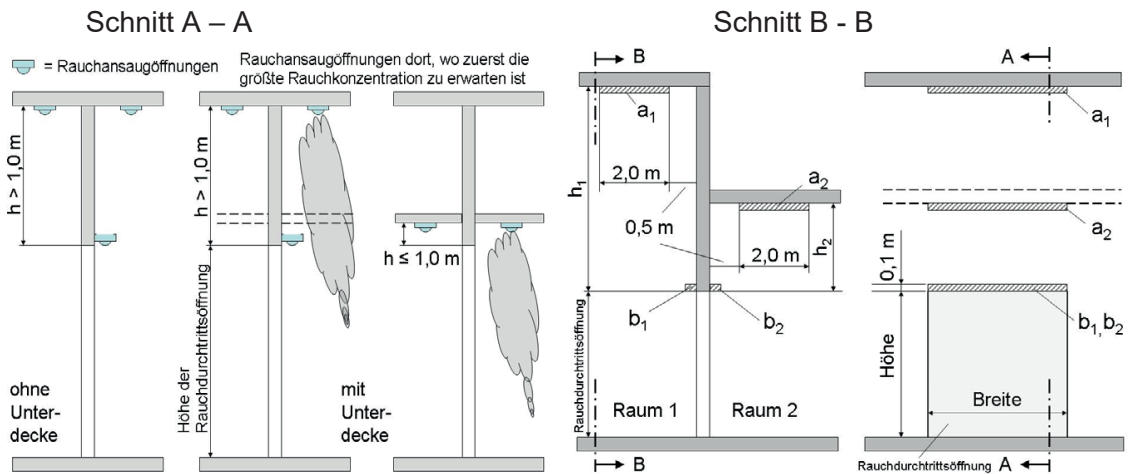 Schnitt A – A
= Rauchansaugöffnungen
Rauchansaugöffnungen dort, wo zuerst die
größte Rauchkonzentration zu erwarten ist
h > 1,0 m
ohne
Unter-
decke
h > 1,0 m
Höhe der
Rauchdurchtrittsöffnung
h ≤ 1,0 m
mit
Unter-
decke
Schnitt B - B
B
a1
2,0 m
h1
a2
0,5 m
2,0 m
h2
b1
b2
Rauchdurchtrittsöffnung
Raum 1
Raum 2
B
A
a1
a2
0,1 m
b1,b2
Höhe
Breite
Rauchdurchtrittsöffnung
A